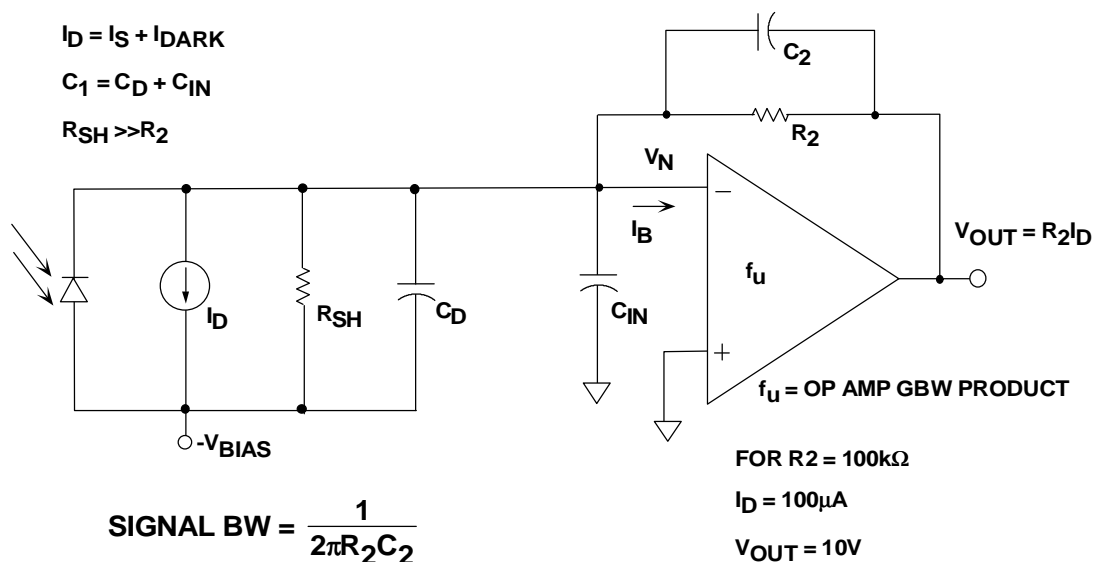 I_D = I_S + I_DARK
C_1 = C_D + C_IN
R_SH >>R_2
C_2
R_2
V_N
I_B
−
+
f_u
V_OUT = R_2I_D
I_D
R_SH
C_D
C_IN
-V_BIAS
f_u = OP AMP GBW PRODUCT
FOR R2 = 100kΩ
I_D = 100μA
V_OUT = 10V
SIGNAL BW = 1 / 2πR_2C_2